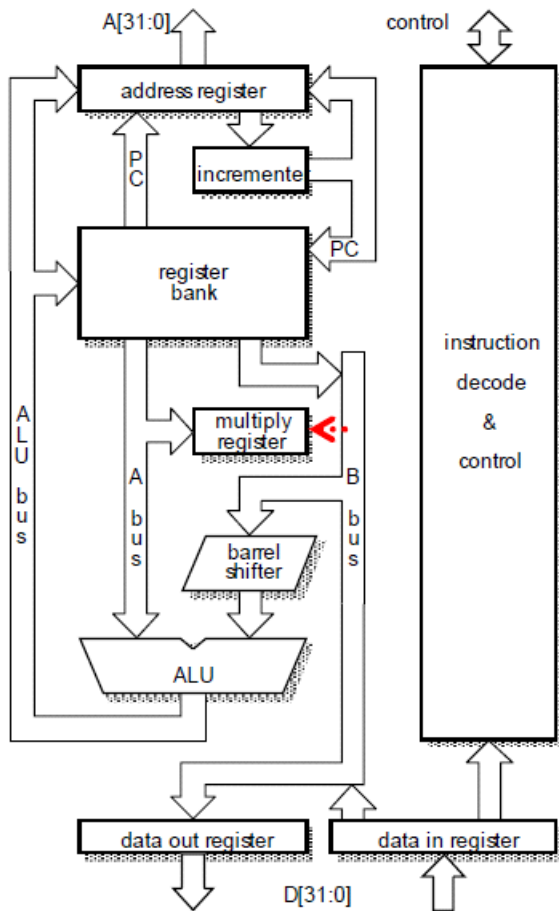 A[31:0]
control
address register
P
C
incremente
PC
register
bank
instruction
decode
&
control
multiply
register
A
L
U
b
u
s
A
b
u
s
B
b
u
s
barrel
shifter
ALU
data out register
data in register
D[31:0]